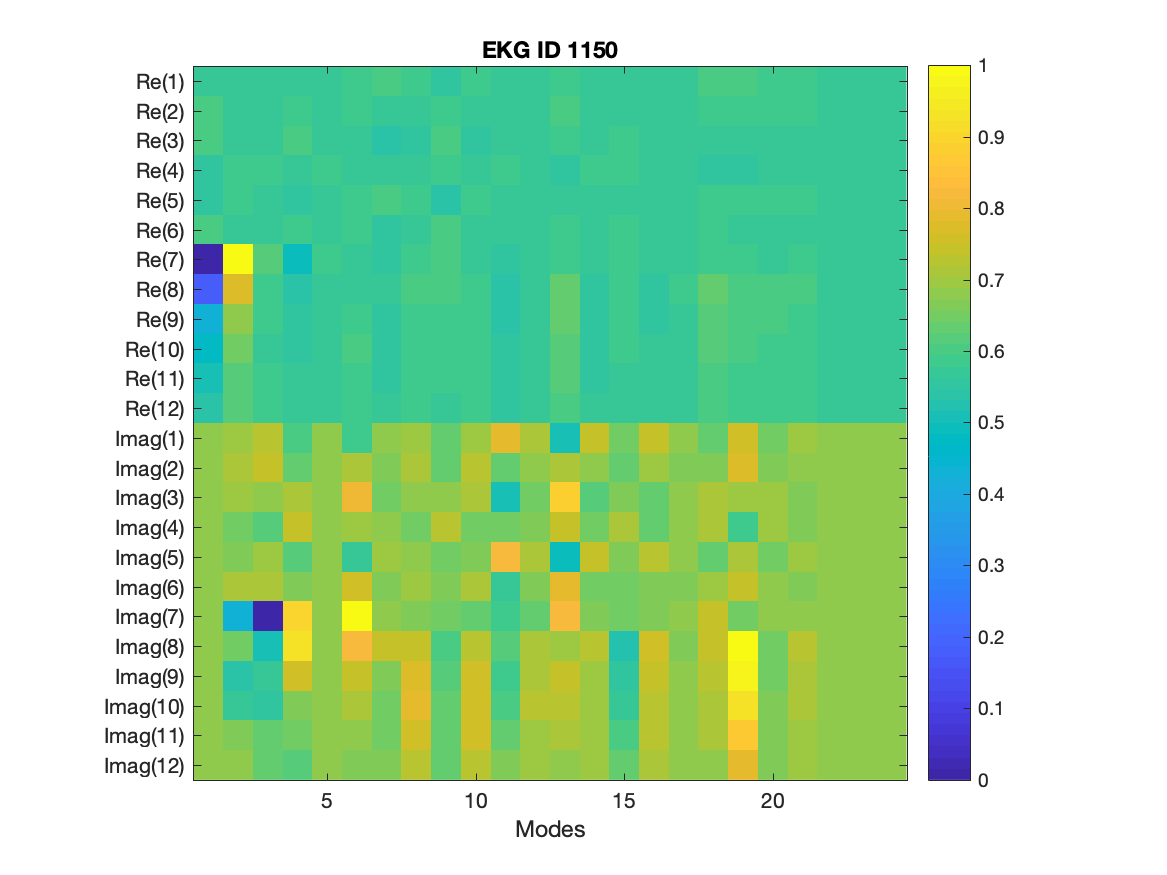 EKG ID 1150
Re(1)
Re(2)
Re(3)
Re(4)
Re(5)
Re(6)
Re(7)
Re(8)
Re(9)
Re(10)
Re(11)
Re(12)
Imag(1)
Imag(2)
Imag(3)
Imag(4)
Imag(5)
Imag(6)
Imag(7)
Imag(8)
Imag(9)
Imag(10)
Imag(11)
Imag(12)
5 10 15 20
Modes
1
0.9
0.8
0.7
0.6
0.5
0.4
0.3
0.2
0.1
0